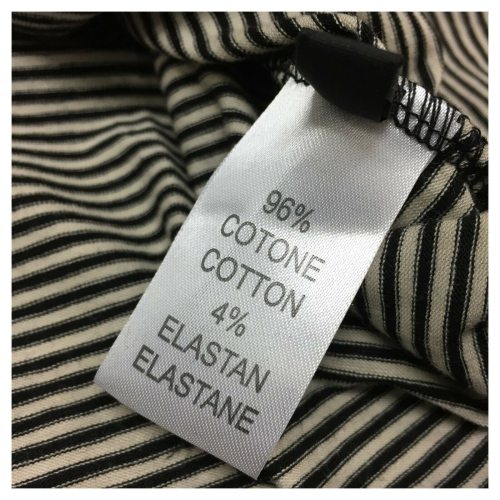 96%
COTONE
COTTON
4%
ELASTAN
ELASTANE